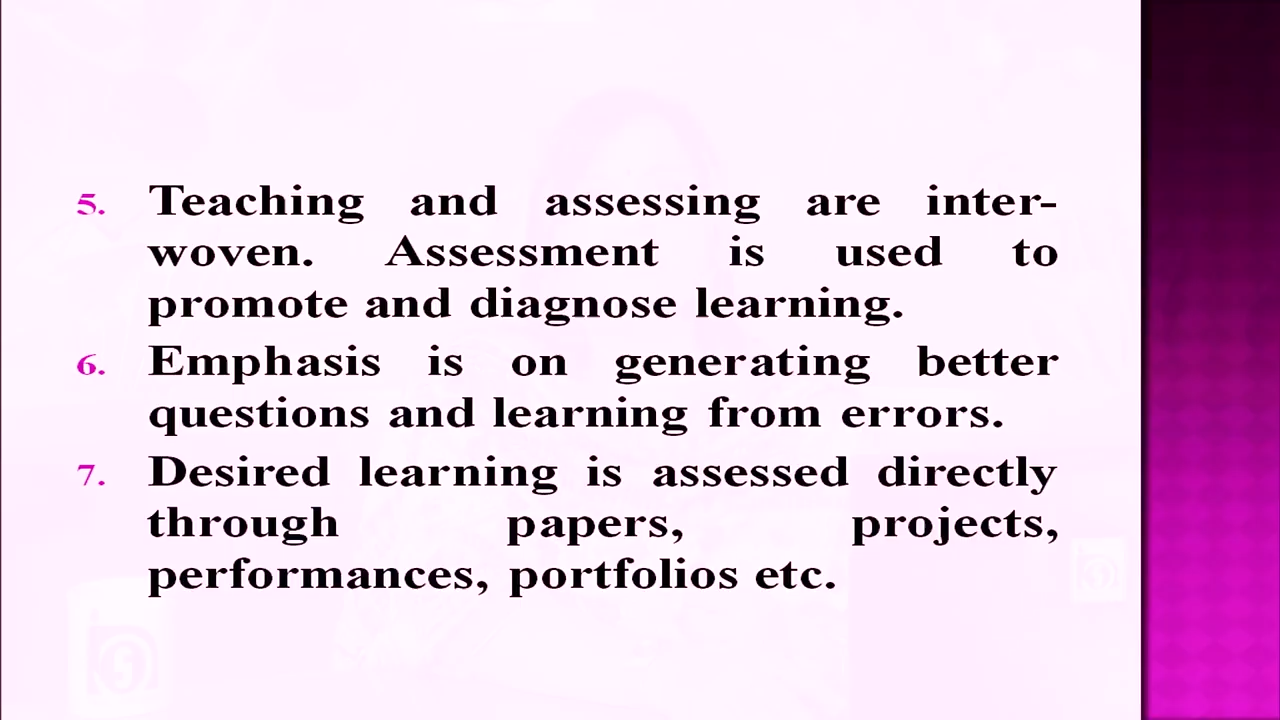 5. Teaching and assessing are inter-
woven. Assessment is used to
promote and diagnose learning.
6. Emphasis is on generating better
questions and learning from errors.
7. Desired learning is assessed directly
through papers, projects,
performances, portfolios etc.